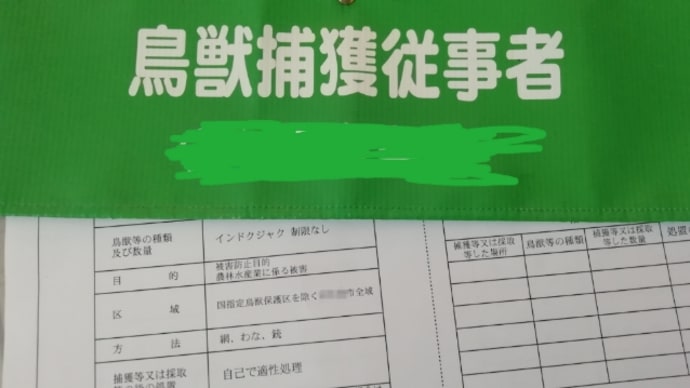 鳥獣捕獲従事者
鳥獣等の種類
及び数量
インドクジャク 制限なし
目 的
被害防止目的
農林水産業に係る被害
区 域
国指定鳥獣保護区を除く
市全域
方 法
網、わな、銃
捕獲等又は採取
自己で適性処理
捕獲等又は採取
等した場所
鳥獣等の種類
捕獲等又は採取
等した数量
処置